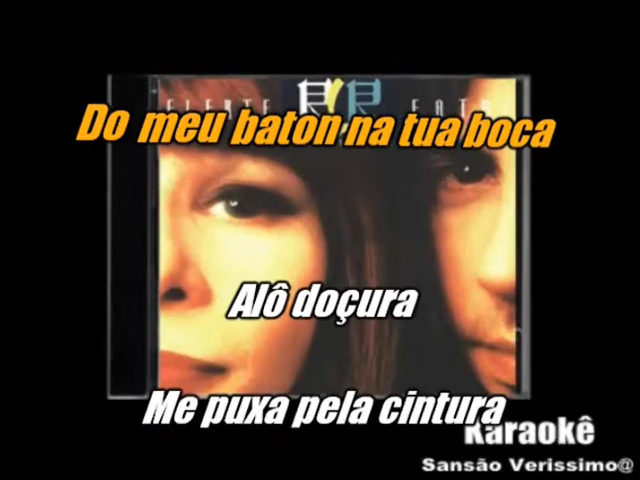 Do meu baton na tua boca
Alô doçura
Me puxa pela cintura
Karaokê
Sansão Verissimo@